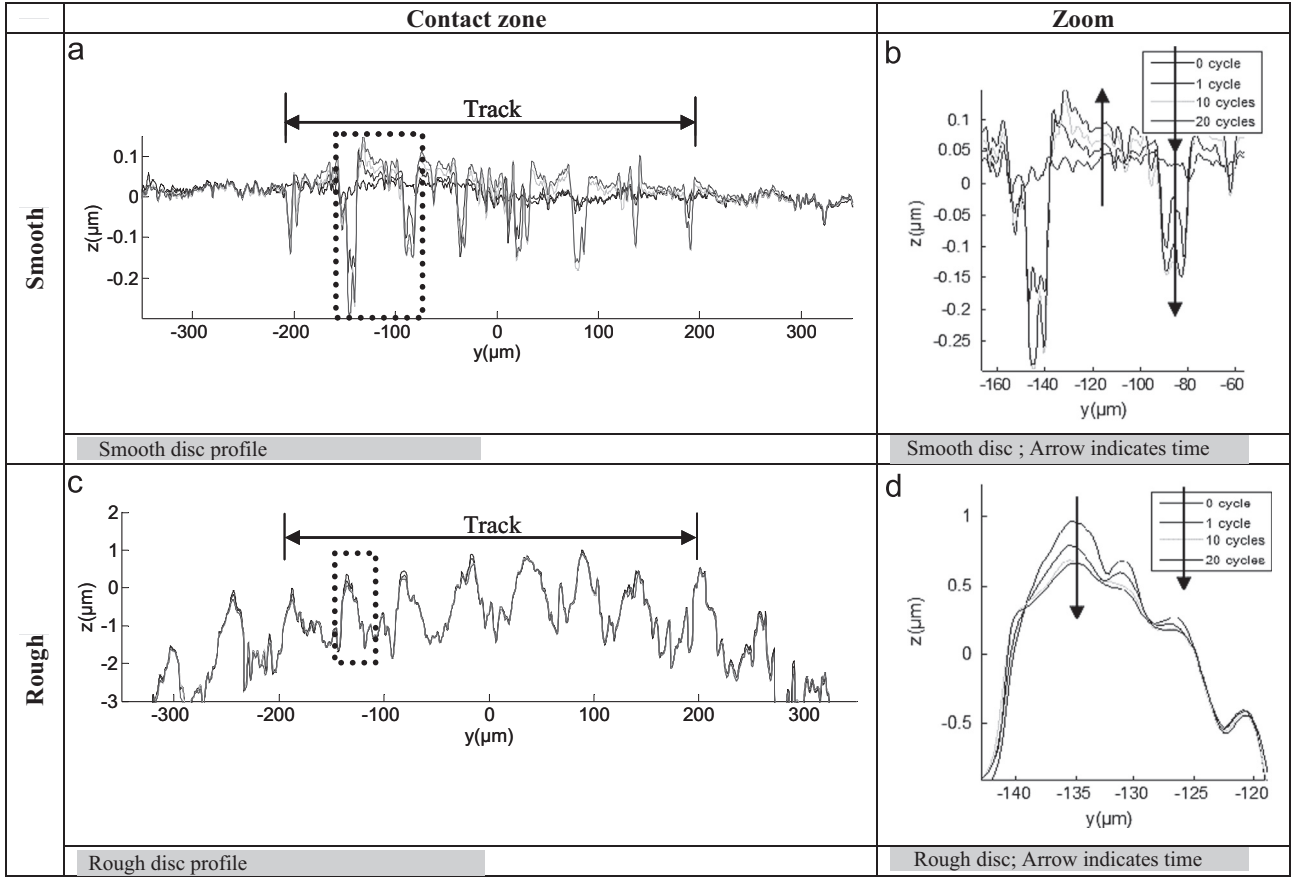 Contact zone
Zoom
Smooth
a
Track
0.1
0
-0.1
-0.2
z(µm)
-300
-200
-100
0
100
200
300
y(µm)
b
0 cycle
1 cycle
10 cycles
20 cycles
0.1
0.05
0
-0.05
-0.1
-0.15
-0.2
-0.25
z(µm)
-160
-140
-120
-100
-80
-60
y(µm)
Smooth disc profile
Smooth disc ; Arrow indicates time
Rough
c
Track
2
1
0
-1
-2
-3
z(µm)
-300
-200
-100
0
100
200
300
y(µm)
d
0 cycle
1 cycle
10 cycles
20 cycles
1
0.5
0
-0.5
z(µm)
-140
-135
-130
-125
-120
y(µm)
Rough disc profile
Rough disc; Arrow indicates time